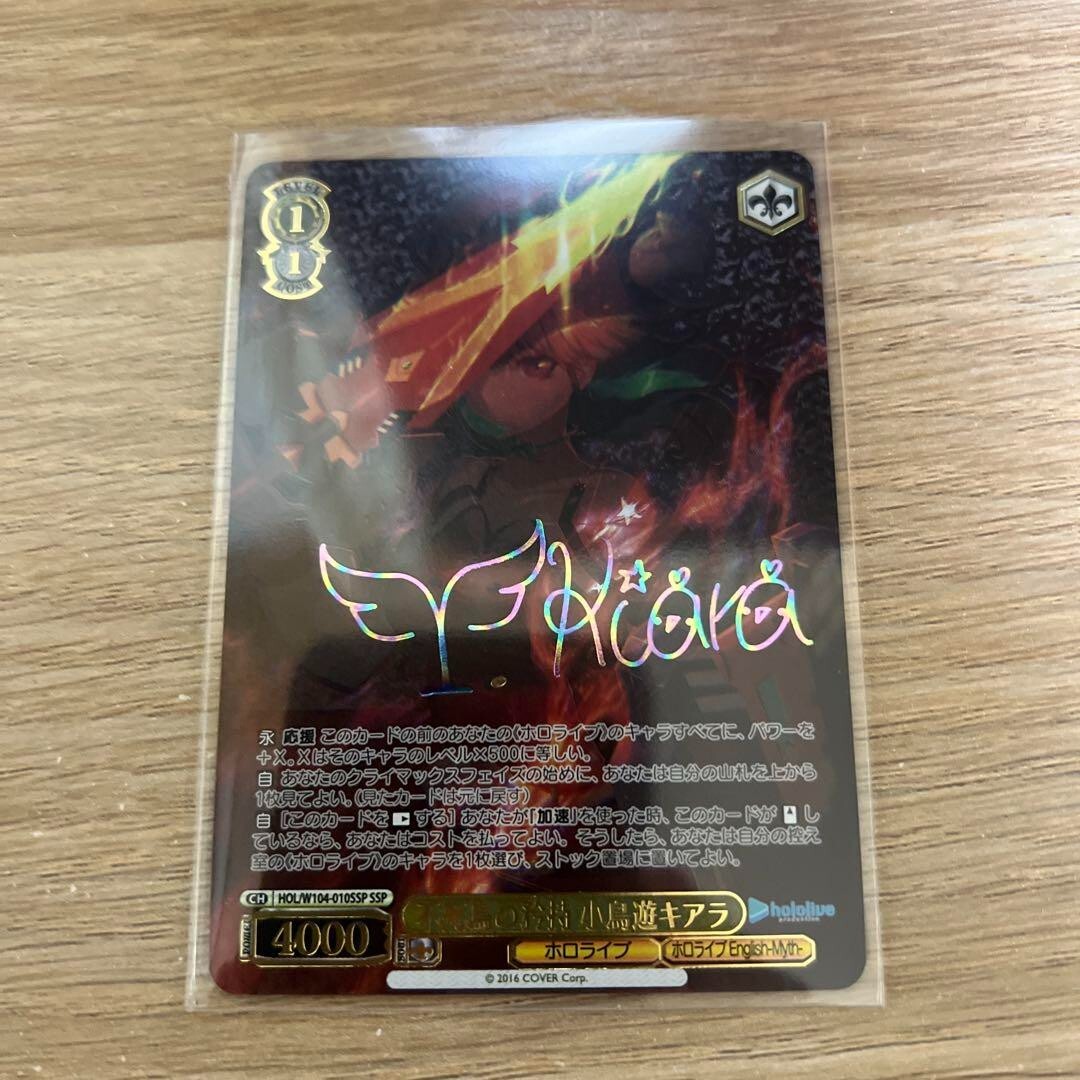 LEVEL
1
1
COST
Kiara
永 応援 このカードの前のあなたの《ホロライブ》のキャラすべてに、パワーを
+X。Xはそのキャラのレベル×500に等しい。
自 あなたのクライマックスフェイズの始めに、あなたは自分の山札を上から
1枚見てよい。(見たカードは元に戻す)
自 [このカードを する] あなたが「加速」を使った時、このカードが し
ているなら、あなたはコストを払ってよい。そうしたら、あなたは自分の控え
室の《ホロライブ》のキャラを1枚選び、ストック置場に置いてよい。
CH HOL/W104-010SSP SSP
小鳥遊キアラ
hololive
production
POWER 4000 SOUL
ホロライブ
ホロライブ English-Myth-
© 2016 COVER Corp.